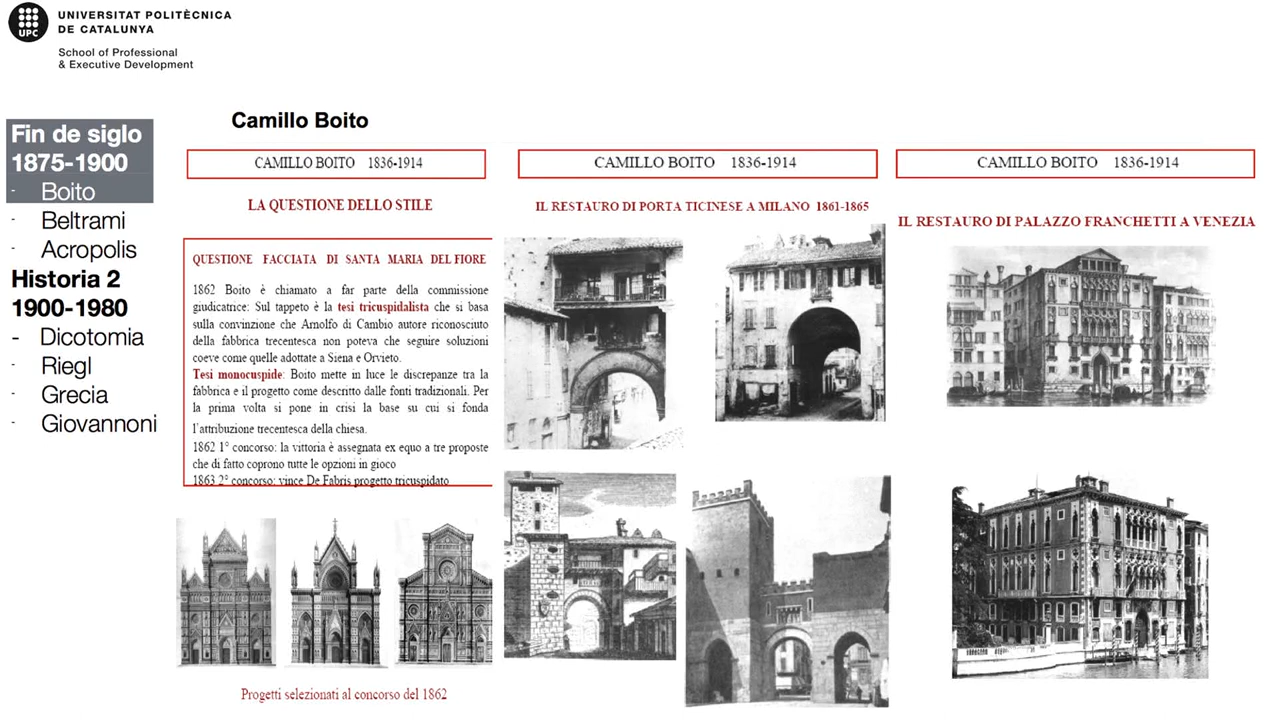 UPC
UNIVERSITAT POLITÈCNICA
DE CATALUNYA
School of Professional
& Executive Development
Fin de siglo
1875-1900
- Boito
- Beltrami
- Acropolis
Historia 2
1900-1980
- Dicotomia
- Riegl
- Grecia
- Giovannoni
Camillo Boito
CAMILLO BOITO 1836-1914
LA QUESTIONE DELLO STILE
QUESTIONE FACCIATA DI SANTA MARIA DEL FIORE
1862 Boito è chiamato a far parte della commissione
giudicatrice: Sul tappeto è la tesi tricuspidalista che si basa
sulla convinzione che Arnolfo di Cambio autore riconosciuto
della fabbrica trecentesca non poteva che seguire soluzioni
coeve come quelle adottate a Siena e Orvieto.
Tesi monocuspide: Boito mette in luce le discrepanze tra la
fabbrica e il progetto come descritto dalle fonti tradizionali. Per
la prima volta si pone in crisi la base su cui si fonda
l'attribuzione trecentesca della chiesa.
1862 1° concorso: la vittoria è assegnata ex equo a tre proposte
che di fatto coprono tutte le opzioni in gioco
1863 2° concorso: vince De Fabris progetto tricuspidato
Progetti selezionati al concorso del 1862
CAMILLO BOITO 1836-1914
IL RESTAURO DI PORTA TICINESE A MILANO 1861-1865
CAMILLO BOITO 1836-1914
IL RESTAURO DI PALAZZO FRANCHETTI A VENEZIA